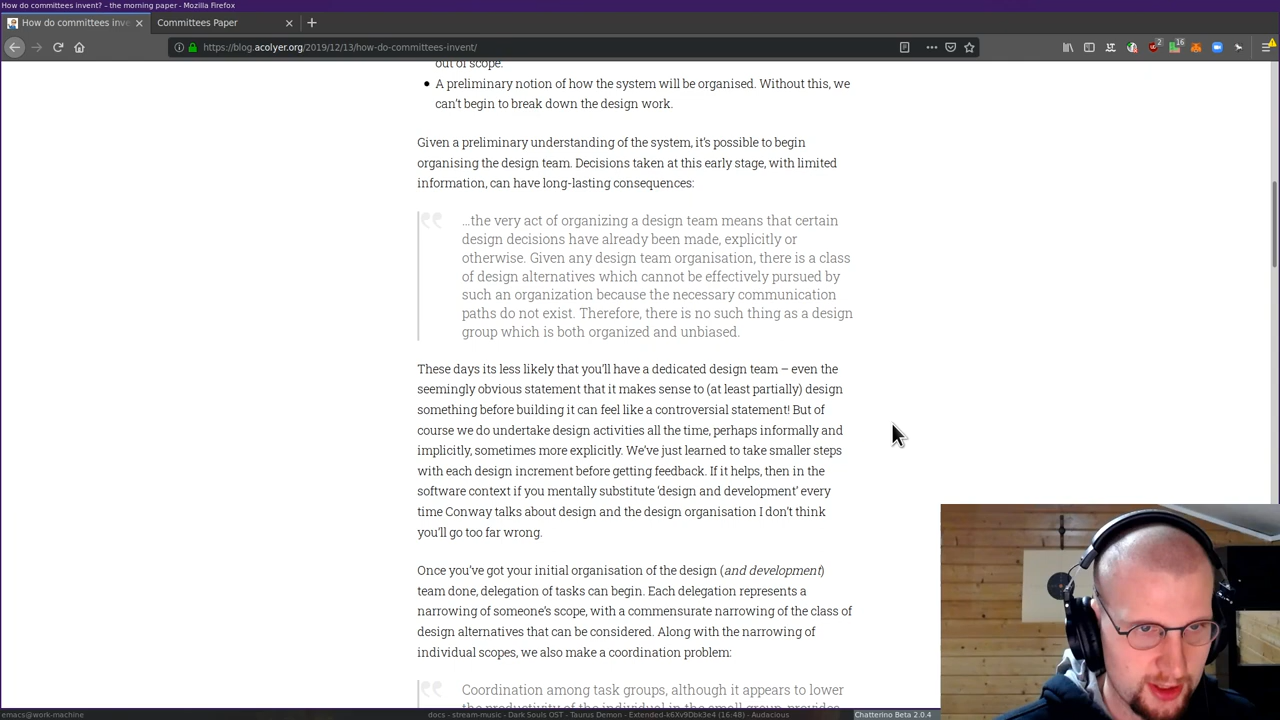 How do committees invent? - the morning paper - Mozilla Firefox
How do committees inve
Committees Paper
https://blog.acolyer.org/2019/12/13/how-do-committees-invent/
2
16
out of scope.
A preliminary notion of how the system will be organised. Without this, we
can't begin to break down the design work.
Given a preliminary understanding of the system, it's possible to begin
organising the design team. Decisions taken at this early stage, with limited
information, can have long-lasting consequences:
…the very act of organizing a design team means that certain
design decisions have already been made, explicitly or
otherwise. Given any design team organisation, there is a class
of design alternatives which cannot be effectively pursued by
such an organization because the necessary communication
paths do not exist. Therefore, there is no such thing as a design
group which is both organized and unbiased.
These days its less likely that you'll have a dedicated design team – even the
seemingly obvious statement that it makes sense to (at least partially) design
something before building it can feel like a controversial statement! But of
course we do undertake design activities all the time, perhaps informally and
implicitly, sometimes more explicitly. We've just learned to take smaller steps
with each design increment before getting feedback. If it helps, then in the
software context if you mentally substitute 'design and development' every
time Conway talks about design and the design organisation I don't think
you'll go too far wrong.
Once you've got your initial organisation of the design (and development)
team done, delegation of tasks can begin. Each delegation represents a
narrowing of someone's scope, with a commensurate narrowing of the class of
design alternatives that can be considered. Along with the narrowing of
individual scopes, we also make a coordination problem:
Coordination among task groups, although it appears to lower
the productivity of the individual in the small group, provides
emacs@work-machine
docs - stream-music - Dark Souls OST - Taurus Demon - Extended-k6Xv9Dbk3e4 (16:48) - Audacious
Chatterino Beta 2.0.4